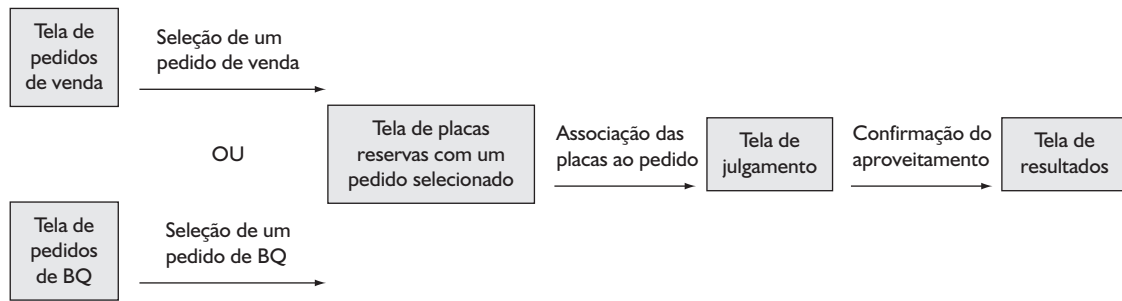 Tela de
pedidos
de venda
Seleção de um
pedido de venda
OU
Tela de
pedidos
de BQ
Seleção de um
pedido de BQ
Tela de placas
reservas com um
pedido selecionado
Associação das
placas ao pedido
Tela de
julgamento
Confirmação do
aproveitamento
Tela de
resultados